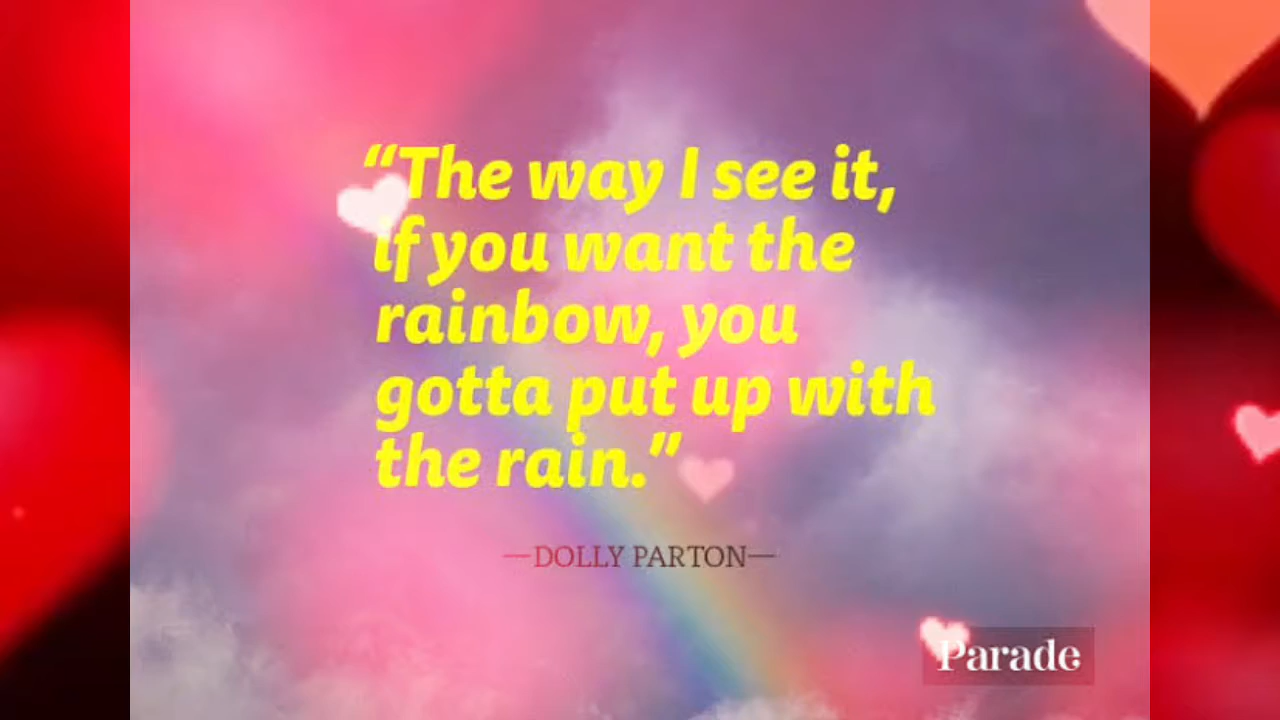 “The way I see it,
if you want the
rainbow, you
gotta put up with
the rain.”
—DOLLY PARTON—
Parade